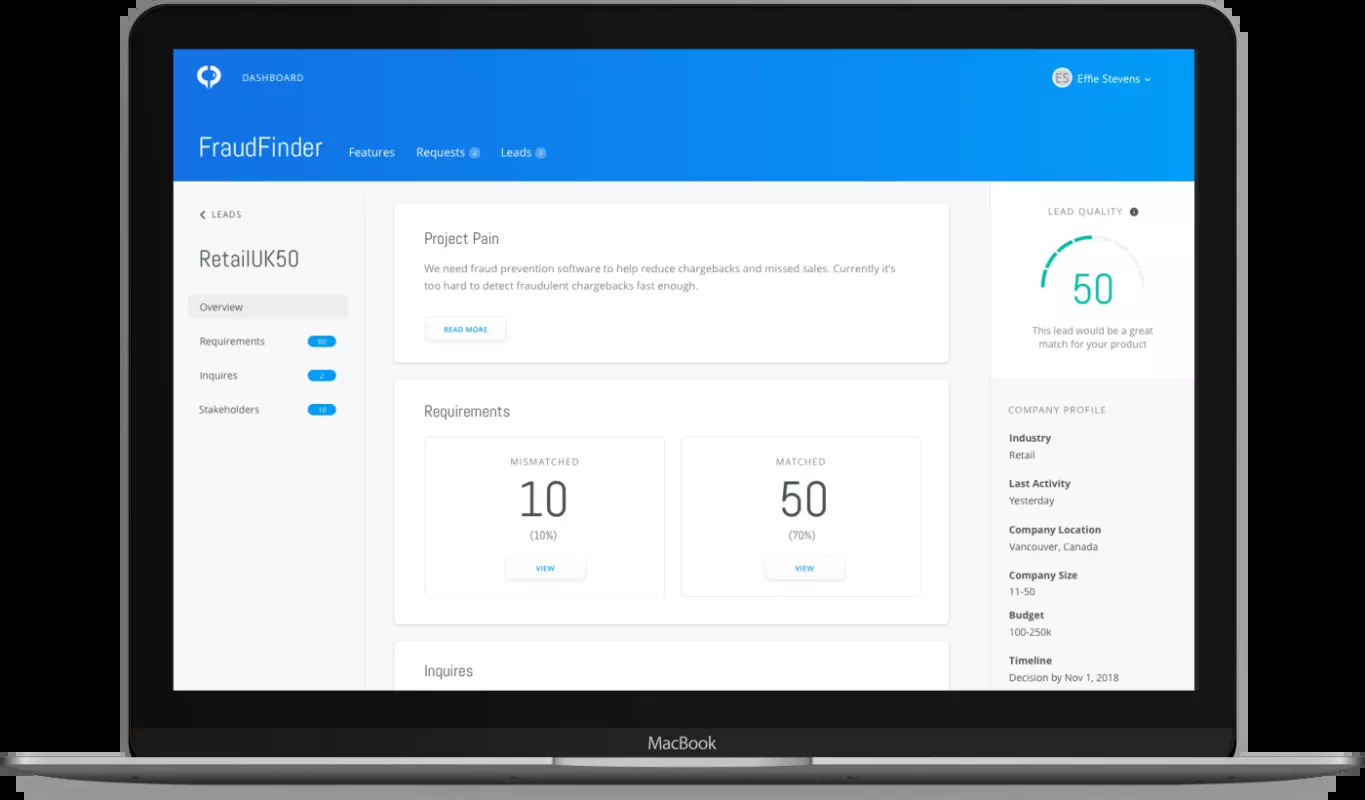 DASHBOARD
ES Effie Stevens
FraudFinder
Features
Requests
Leads
LEADS
RetailUK50
Overview
Requirements 60
Inquires 2
Stakeholders 10
Project Pain
We need fraud prevention software to help reduce chargebacks and missed sales. Currently it's
too hard to detect fraudulent chargebacks fast enough.
READ MORE
Requirements
MISMATCHED
10
(10%)
VIEW
MATCHED
50
(70%)
VIEW
Inquires
LEAD QUALITY
50
This lead would be a great
match for your product
COMPANY PROFILE
Industry
Retail
Last Activity
Yesterday
Company Location
Vancouver, Canada
Company Size
11-50
Budget
100-250k
Timeline
Decision by Nov 1, 2018
MacBook